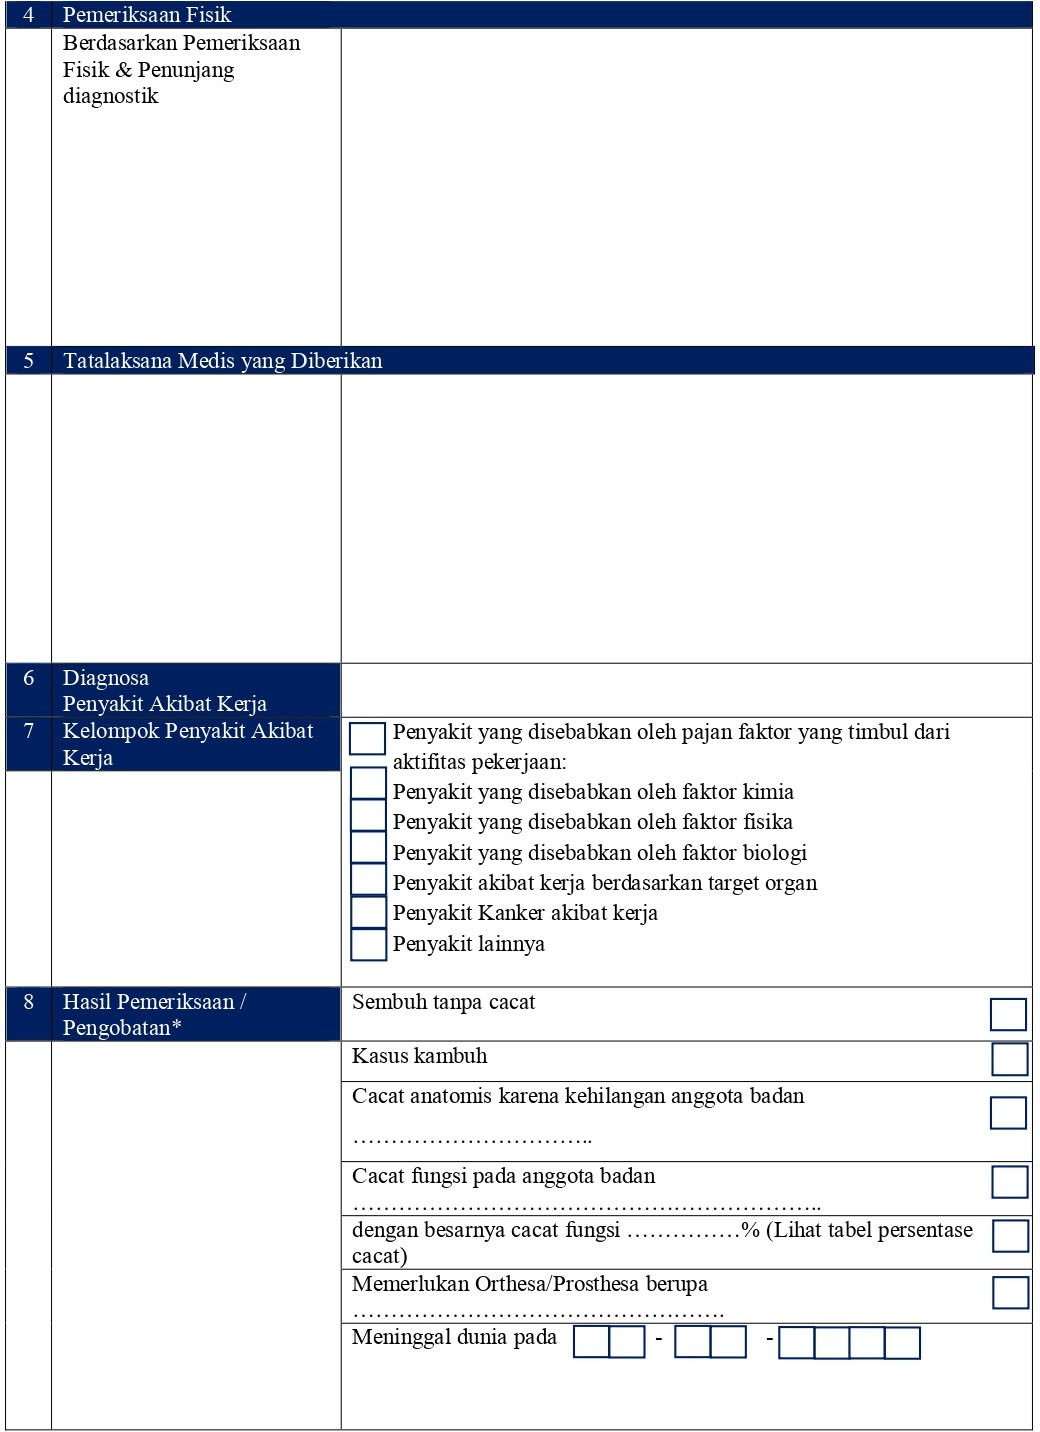 4 Pemeriksaan Fisik
Berdasarkan Pemeriksaan
Fisik & Penunjang
diagnostik
5 Tatalaksana Medis yang Diberikan
6 Diagnosa
Penyakit Akibat Kerja
7 Kelompok Penyakit Akibat
Kerja
Penyakit yang disebabkan oleh pajan faktor yang timbul dari
aktifitas pekerjaan:
Penyakit yang disebabkan oleh faktor kimia
Penyakit yang disebabkan oleh faktor fisika
Penyakit yang disebabkan oleh faktor biologi
Penyakit akibat kerja berdasarkan target organ
Penyakit Kanker akibat kerja
Penyakit lainnya
8 Hasil Pemeriksaan /
Pengobatan*
Sembuh tanpa cacat
Kasus kambuh
Cacat anatomis karena kehilangan anggota badan
…………………………..
Cacat fungsi pada anggota badan
……………………………………………………..
dengan besarnya cacat fungsi ……………% (Lihat tabel persentase
cacat)
Memerlukan Orthesa/Prosthesa berupa
………………………………………….
Meninggal dunia pada - -